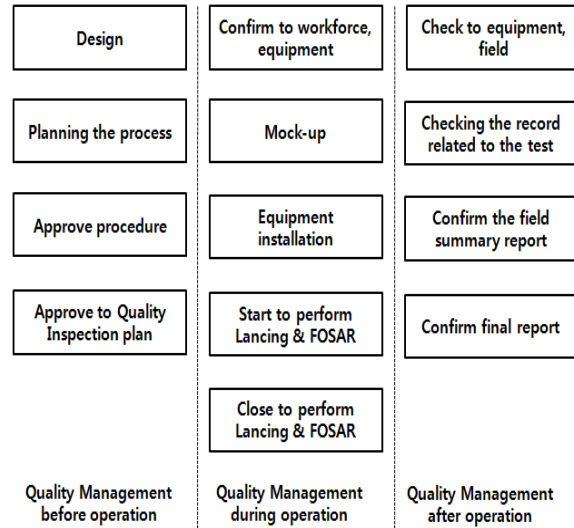 Design
Planning the process
Approve procedure
Approve to Quality
Inspection plan
Quality Management
before operation
Confirm to workforce,
equipment
Mock-up
Equipment
installation
Start to perform
Lancing & FOSAR
Close to perform
Lancing & FOSAR
Quality Management
during operation
Check to equipment,
field
Checking the record
related to the test
Confirm the field
summary report
Confirm final report
Quality Management
after operation